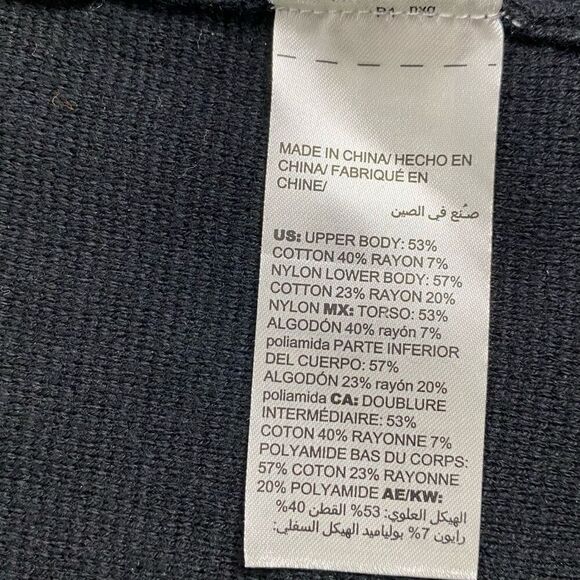 MADE IN CHINA/ HECHO EN
CHINA/ FABRIQUÉ EN
CHINE/
صُنع في الصين
US: UPPER BODY: 53%
COTTON 40% RAYON 7%
NYLON LOWER BODY: 57%
COTTON 23% RAYON 20%
NYLON MX: TORSO: 53%
ALGODÓN 40% rayón 7%
poliamida PARTE INFERIOR
DEL CUERPO: 57%
ALGODÓN 23% rayón 20%
poliamida CA: DOUBLURE
INTERMÉDIAIRE: 53%
COTON 40% RAYONNE 7%
POLYAMIDE BAS DU CORPS:
57% COTON 23% RAYONNE
20% POLYAMIDE AE/KW:
الهيكل العلوي: 53% القطن 40%
رايون 7% بولياميد الهيكل السفلي: